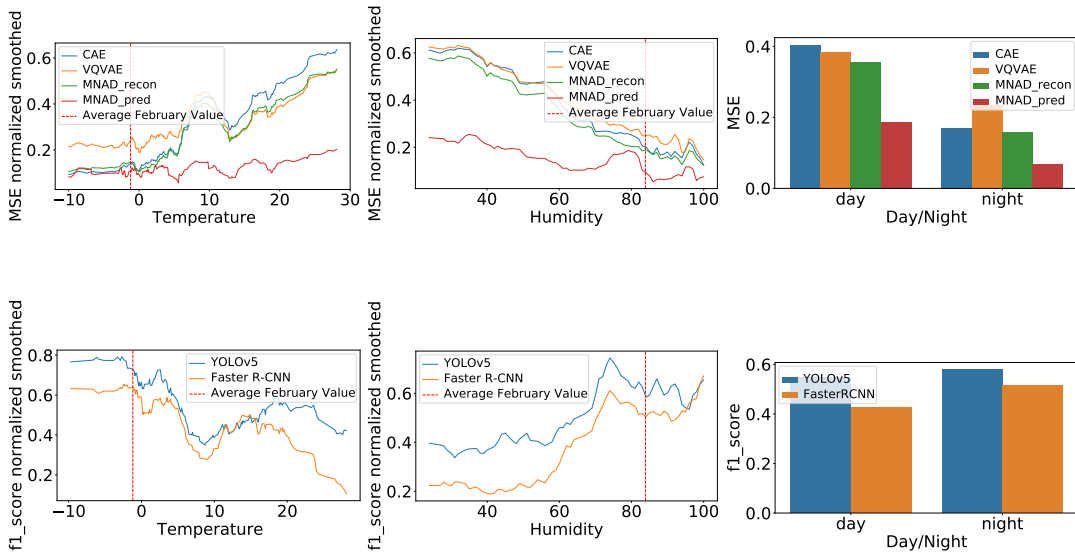 MSE normalized smoothed
0.6
0.4
0.2
CAE
VQVAE
MNAD_recon
MNAD_pred
Average February Value
−10 0 10 20 30
Temperature
MSE normalized smoothed
0.6
0.4
0.2
CAE
VQVAE
MNAD_recon
MNAD_pred
Average February Value
40 60 80 100
Humidity
MSE
0.4
0.2
0.0
CAE
VQVAE
MNAD_recon
MNAD_pred
day night
Day/Night
f1_score normalized smoothed
0.8
0.6
0.4
0.2
YOLOv5
Faster R-CNN
Average February Value
−10 0 10 20
Temperature
f1_score normalized smoothed
0.6
0.4
0.2
YOLOv5
Faster R-CNN
Average February Value
40 60 80 100
Humidity
f1_score
0.6
0.4
0.2
0.0
YOLOv5
FasterRCNN
day night
Day/Night